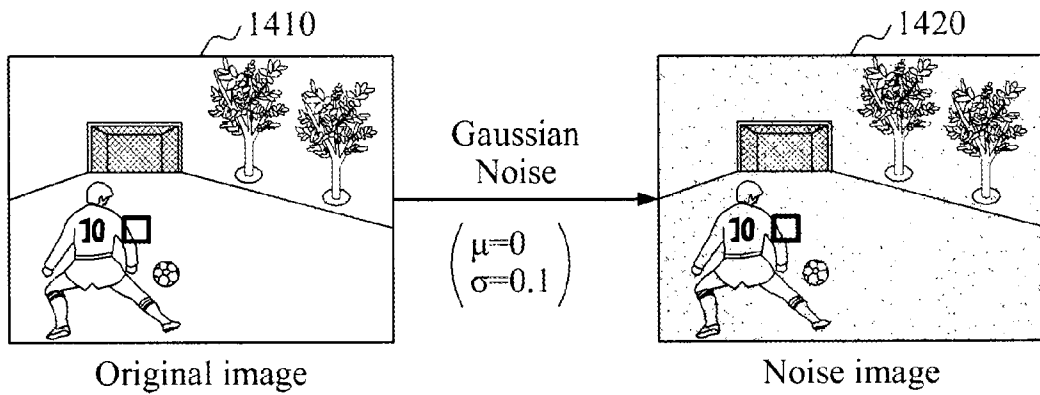 1410
1420
Gaussian
Noise
μ=0
σ=0.1
10
10
Original image
Noise image